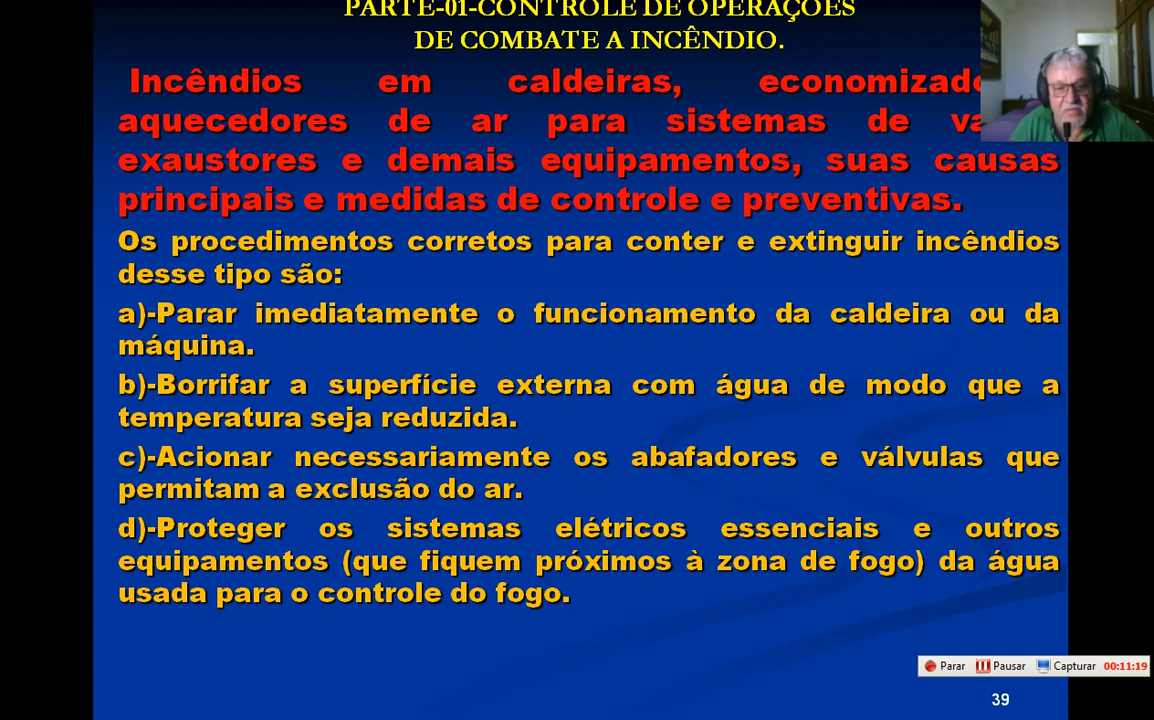 PARTE-01-CONTROLE DE OPERAÇÕES
DE COMBATE A INCÊNDIO.
Incêndios em caldeiras,
aquecedores de ar para sistemas de
exaustores e demais equipamentos, suas causas
principais e medidas de controle e preventivas.
Os procedimentos corretos para conter e extinguir incêndios
desse tipo são:
a)-Parar imediatamente o funcionamento da caldeira ou da
máquina.
b)-Borrifar a superfície externa com água de modo que a
temperatura seja reduzida.
c)-Acionar necessariamente os abafadores e válvulas que
permitam a exclusão do ar.
d)-Proteger os sistemas elétricos essenciais e outros
equipamentos (que fiquem próximos à zona de fogo) da água
usada para o controle do fogo.
Parar Pausar Capturar 00:11:19
39